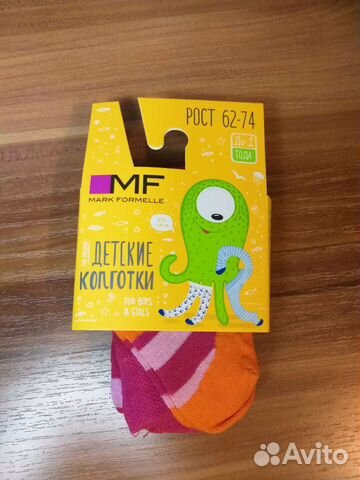 РОСТ 62-74
До 1
ГОДА
MF
MARK FORMELLE
ДЕТСКИЕ
КОЛГОТКИ
FOR BOYS
& GIRLS
Avito